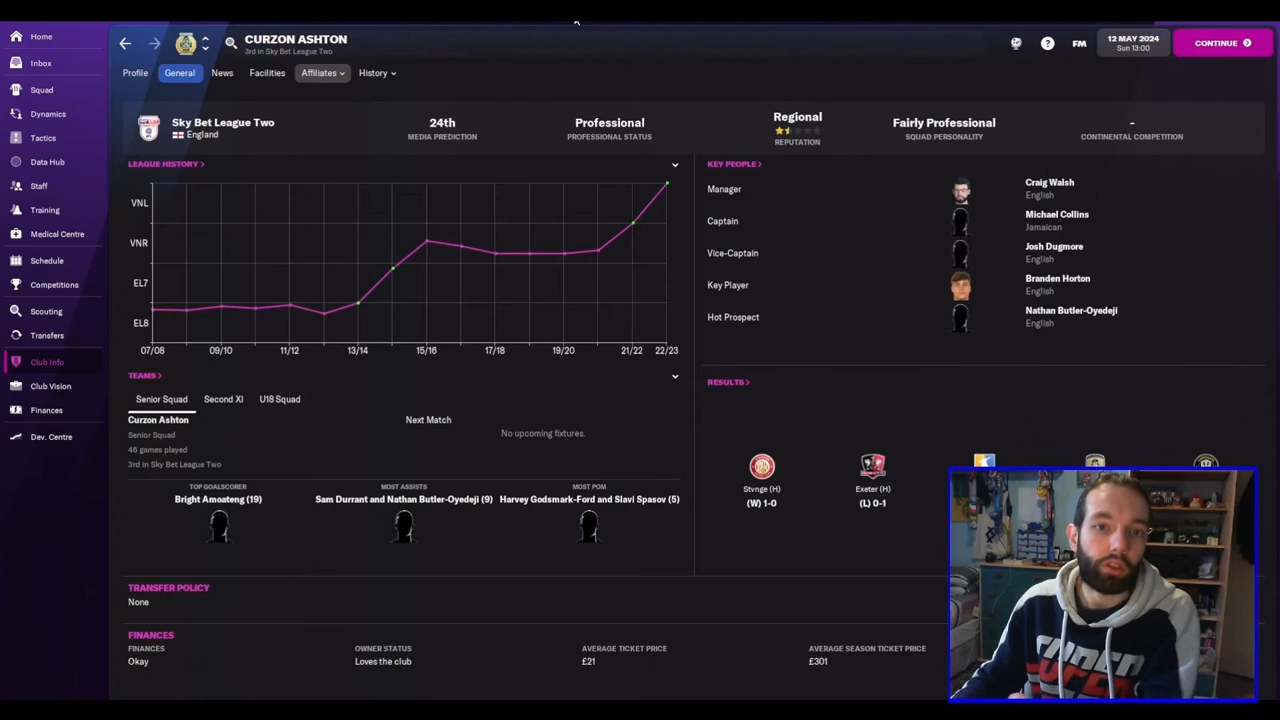 Home
Inbox
Squad
Dynamics
Tactics
Data Hub
Staff
Training
Medical Centre
Schedule
Competitions
Scouting
Transfers
Club Info
Club Vision
Finances
Dev. Centre
CURZON ASHTON
3rd in Sky Bet League Two
FM
12 MAY 2024
Sun 13:00
CONTINUE
Profile General News Facilities Affiliates History
Sky Bet League Two
England
24th
MEDIA PREDICTION
Professional
PROFESSIONAL STATUS
Regional
REPUTATION
Fairly Professional
SQUAD PERSONALITY
-
CONTINENTAL COMPETITION
LEAGUE HISTORY >
VNL
VNR
EL7
EL8
07/08 09/10 11/12 13/14 15/16 17/18 19/20 21/22 22/23
KEY PEOPLE >
Manager
Craig Walsh
English
Captain
Michael Collins
Jamaican
Vice-Captain
Josh Dugmore
English
Key Player
Branden Horton
English
Hot Prospect
Nathan Butler-Oyedeji
English
TEAMS >
Senior Squad Second XI U18 Squad
Curzon Ashton
Senior Squad
46 games played
3rd in Sky Bet League Two
Next Match
No upcoming fixtures.
TOP GOALSCORER
Bright Amoateng (19)
MOST ASSISTS
Sam Durrant and Nathan Butler-Oyedeji (9)
MOST POM
Harvey Godsmark-Ford and Slavi Spasov (5)
RESULTS >
Stvnge (H)
(W) 1-0
Exeter (H)
(L) 0-1
TRANSFER POLICY
None
FINANCES
FINANCES
Okay
OWNER STATUS
Loves the club
AVERAGE TICKET PRICE
£21
AVERAGE SEASON TICKET PRICE
£301